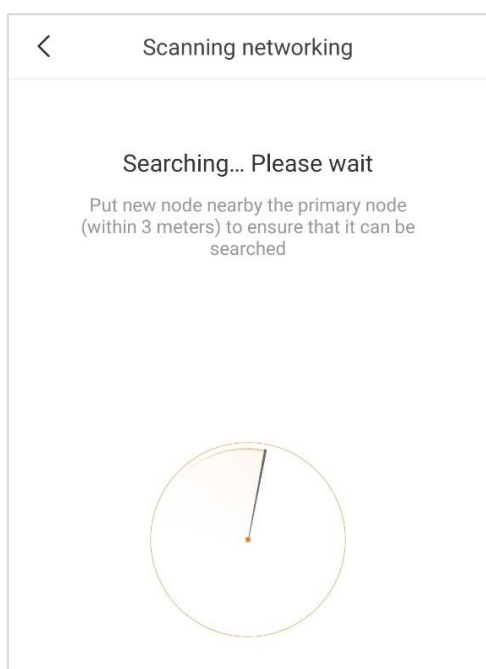 Scanning networking
Searching... Please wait
Put new node nearby the primary node
(within 3 meters) to ensure that it can be
searched